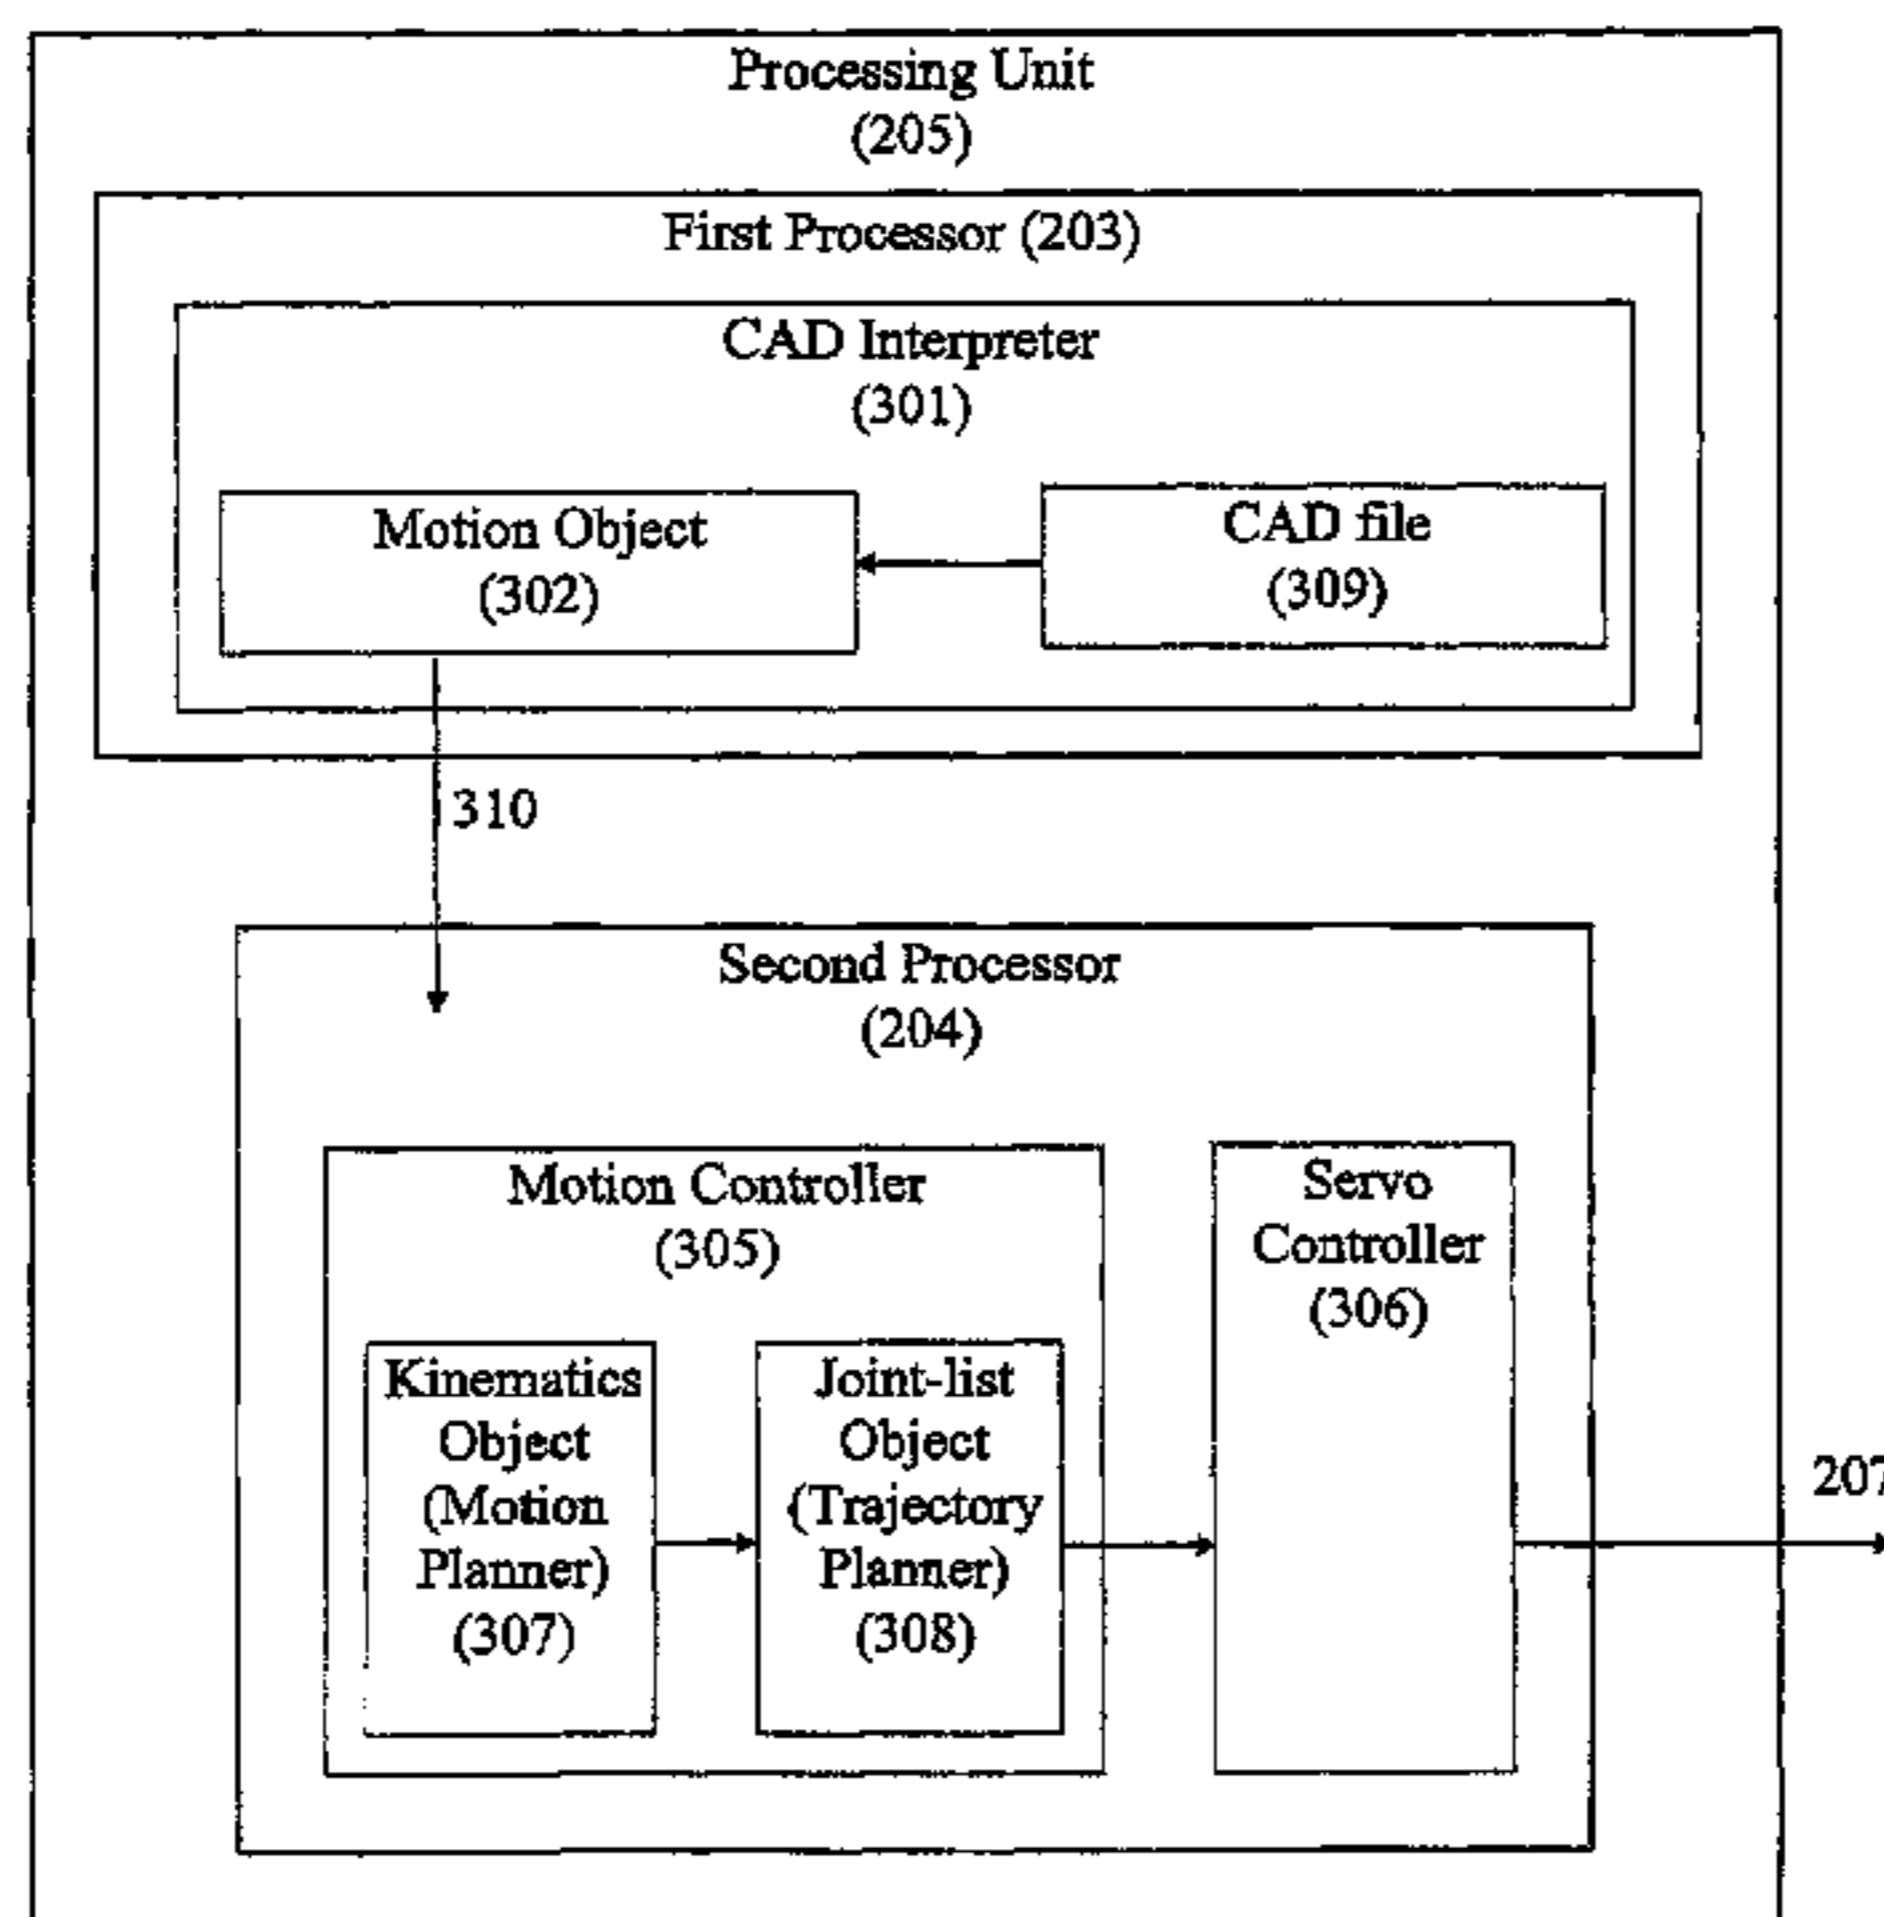 Processing Unit
(205)
First Processor (203)
CAD Interpreter
(301)
Motion Object
(302)
CAD file
(309)
310
Second Processor
(204)
Motion Controller
(305)
Kinematics
Object
(Motion
Planner)
(307)
Joint-list
Object
(Trajectory
Planner)
(308)
Servo
Controller
(306)
207